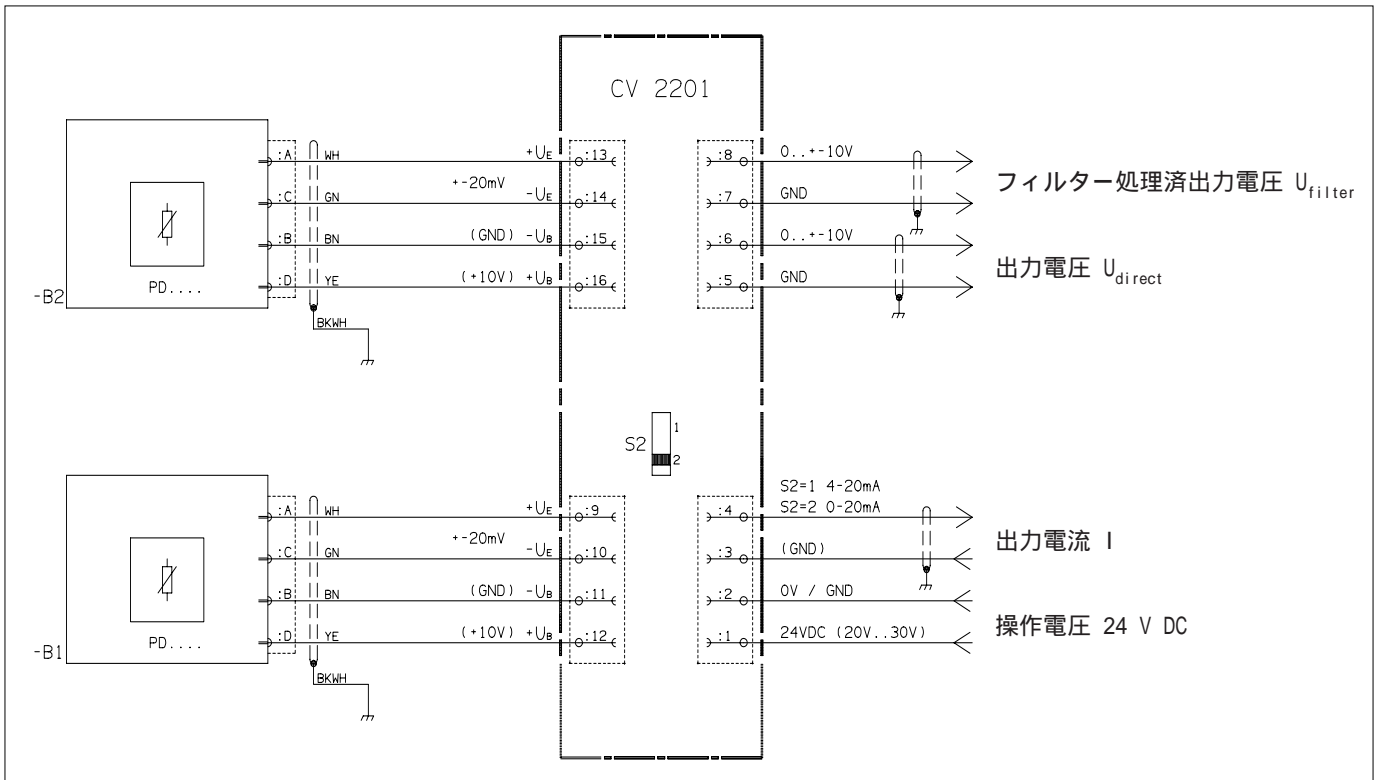 CV 2201
:A WH +UE :13
+-20mV
:C GN -UE :14
:B BN (GND) -UB :15
:D YE (+10V) +UB :16
PD....
-B2
BKWH
:8 0..+-10V
:7 GND
フィルター処理済出力電圧 Ufilter
:6 0..+-10V
:5 GND
出力電圧 Udirect
S2
1
2
:A WH +UE :9
+-20mV
:C GN -UE :10
:B BN (GND) -UB :11
:D YE (+10V) +UB :12
PD....
-B1
BKWH
S2=1 4-20mA
:4 S2=2 0-20mA
:3 (GND)
出力電流 I
:2 0V / GND
:1 24VDC (20V..30V)
操作電圧 24 V DC